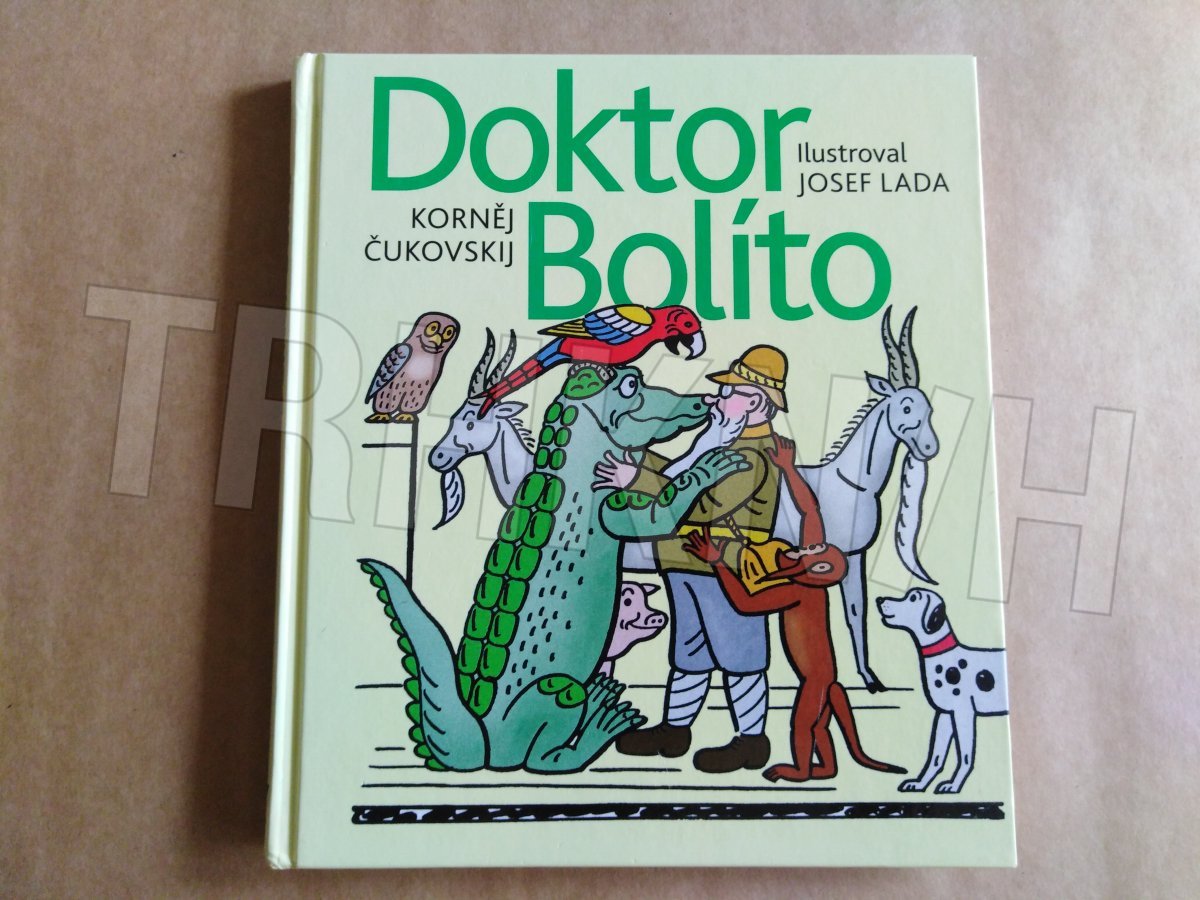 Doktor
Ilustroval
JOSEF LADA
KORNĚJ
ČUKOVSKIJ
Bolíto